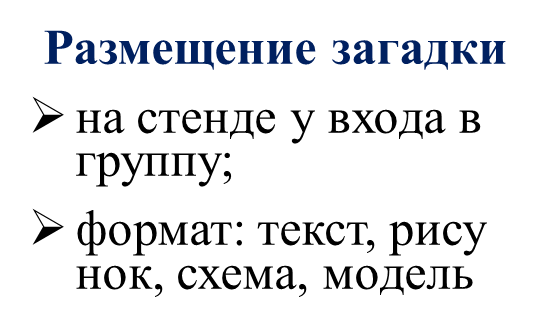 Размещение загадки
➢ на стенде у входа в
группу;
➢ формат: текст, рису
нок, схема, модель